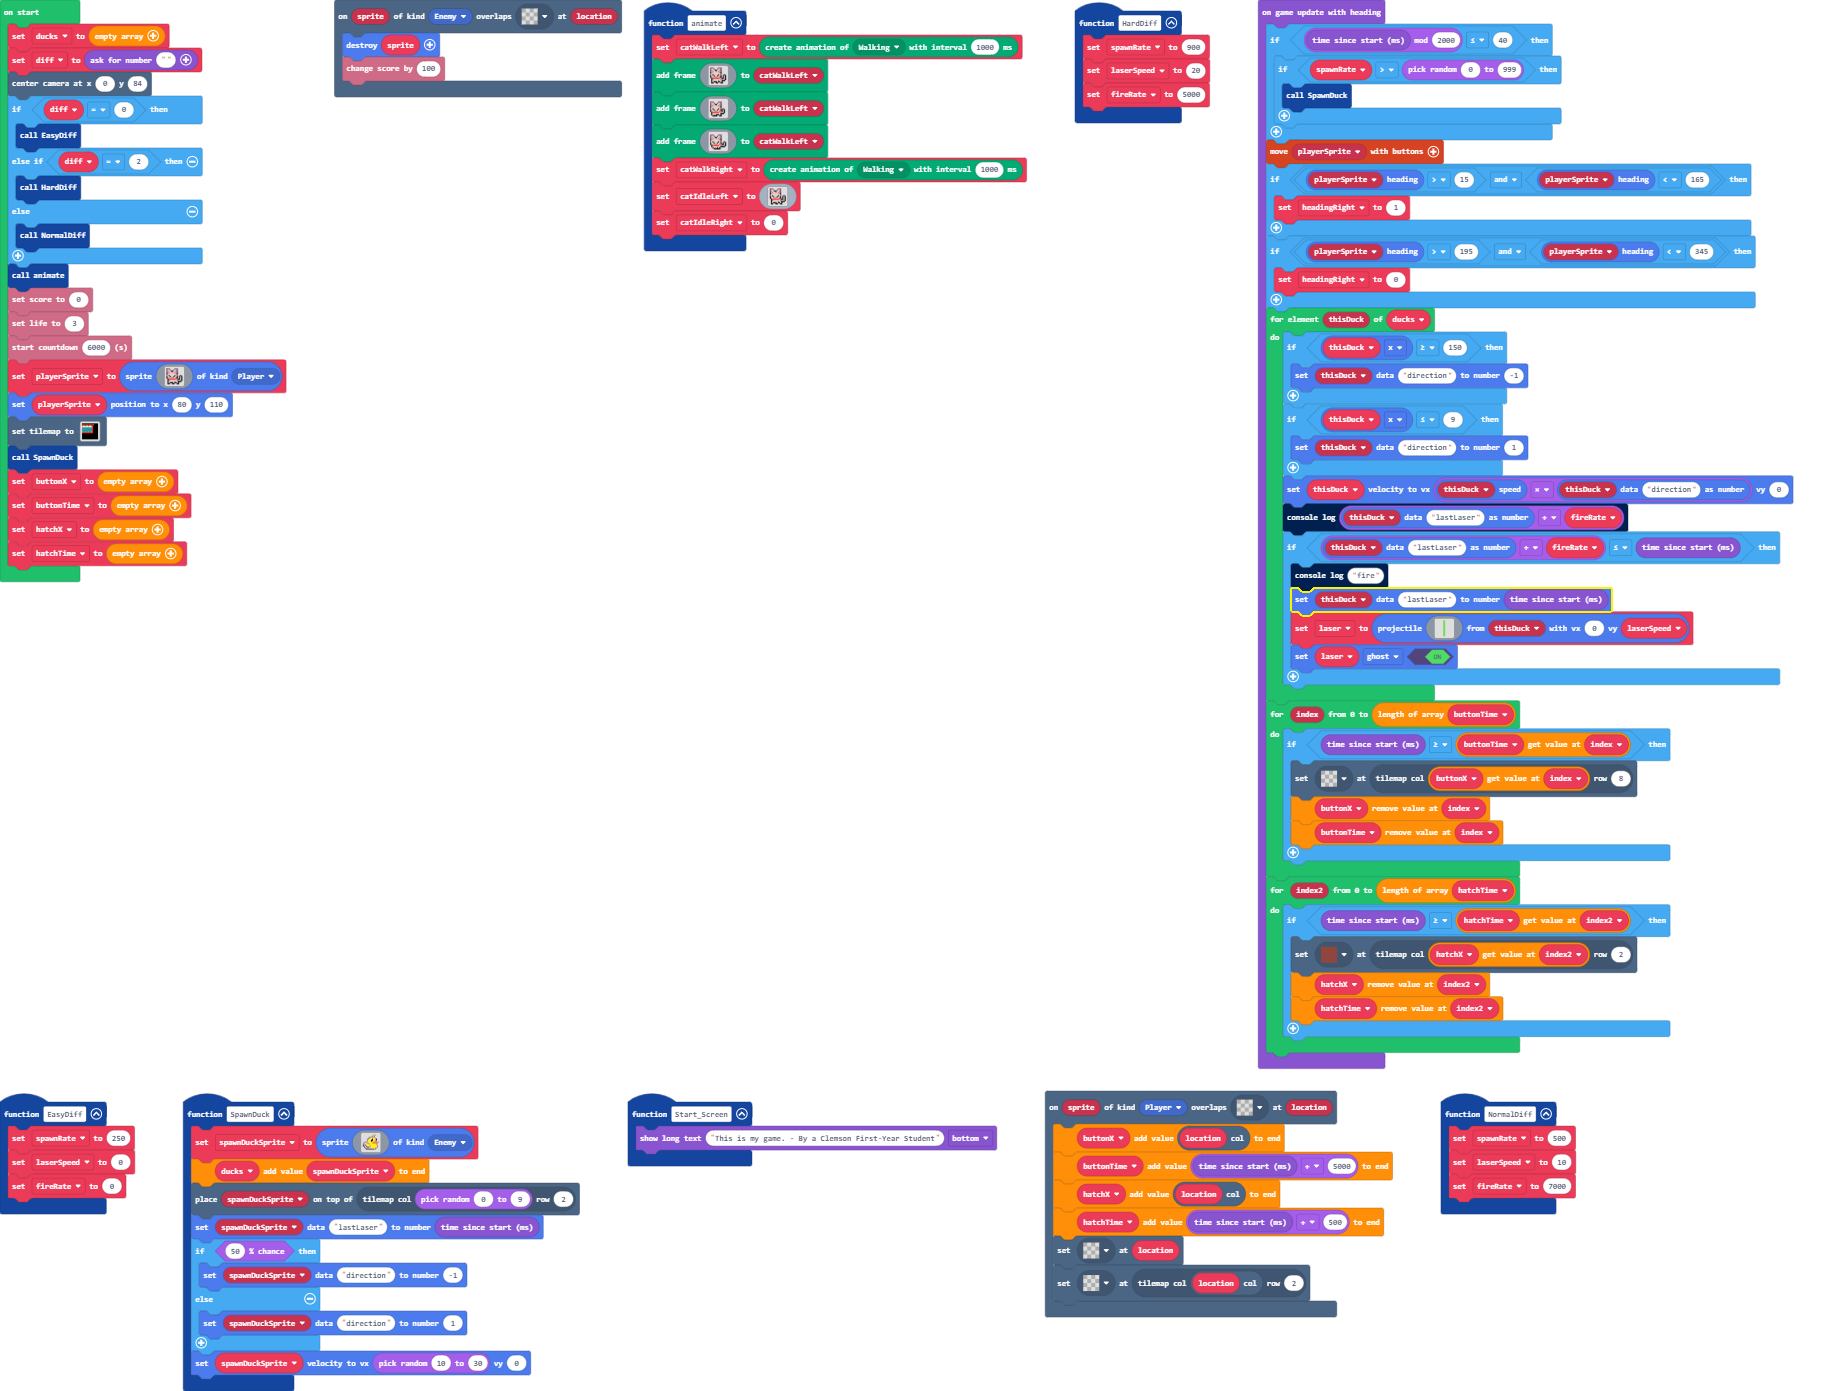 on start
set ducks to empty array
set diff to ask for number ""
center camera at x 0 y 84
if diff = 0 then
call EasyDiff
else if diff = 2 then
call HardDiff
else
call NormalDiff
call animate
set score to 0
set life to 3
start countdown 6000 (s)
set playerSprite to sprite of kind Player
set playerSprite position to x 80 y 110
set tilemap to
call SpawnDuck
set buttonX to empty array
set buttonTime to empty array
set hatchX to empty array
set hatchTime to empty array
on sprite of kind Enemy overlaps at location
destroy sprite
change score by 100
function animate
set catWalkLeft to create animation of Walking with interval 1000 ms
add frame to catWalkLeft
add frame to catWalkLeft
add frame to catWalkLeft
set catWalkRight to create animation of Walking with interval 1000 ms
set catIdleLeft to
set catIdleRight to 0
function HardDiff
set spawnRate to 900
set laserSpeed to 20
set fireRate to 5000
on game update with heading
if time since start (ms) mod 2000 ≤ 40 then
if spawnRate > pick random 0 to 999 then
call SpawnDuck
move playerSprite with buttons
if playerSprite heading > 15 and playerSprite heading < 165 then
set headingRight to 1
if playerSprite heading > 195 and playerSprite heading < 345 then
set headingRight to 0
for element thisDuck of ducks
do
if thisDuck x ≥ 150 then
set thisDuck data "direction" to number -1
if thisDuck x ≤ 9 then
set thisDuck data "direction" to number 1
set thisDuck velocity to vx thisDuck speed × thisDuck data "direction" as number vy 0
console log thisDuck data "lastLaser" as number + fireRate
if thisDuck data "lastLaser" as number + fireRate ≤ time since start (ms) then
console log "fire"
set thisDuck data "lastLaser" to number time since start (ms)
set laser to projectile from thisDuck with vx 0 vy laserSpeed
set laser ghost ON
for index from 0 to length of array buttonTime
do
if time since start (ms) ≥ buttonTime get value at index then
set at tilemap col buttonX get value at index row 8
buttonX remove value at index
buttonTime remove value at index
for index2 from 0 to length of array hatchTime
do
if time since start (ms) ≥ hatchTime get value at index2 then
set at tilemap col hatchX get value at index2 row 2
hatchX remove value at index2
hatchTime remove value at index2
function EasyDiff
set spawnRate to 250
set laserSpeed to 0
set fireRate to 0
function SpawnDuck
set spawnDuckSprite to sprite of kind Enemy
ducks add value spawnDuckSprite to end
place spawnDuckSprite on top of tilemap col pick random 0 to 9 row 2
set spawnDuckSprite data "lastLaser" to number time since start (ms)
if 50 % chance then
set spawnDuckSprite data "direction" to number -1
else
set spawnDuckSprite data "direction" to number 1
set spawnDuckSprite velocity to vx pick random 10 to 30 vy 0
function Start_Screen
show long text "This is my game. - By a Clemson First-Year Student" bottom
on sprite of kind Player overlaps at location
buttonX add value location col to end
buttonTime add value time since start (ms) + 5000 to end
hatchX add value location col to end
hatchTime add value time since start (ms) + 500 to end
set at location
set at tilemap col location col row 2
function NormalDiff
set spawnRate to 500
set laserSpeed to 10
set fireRate to 7000